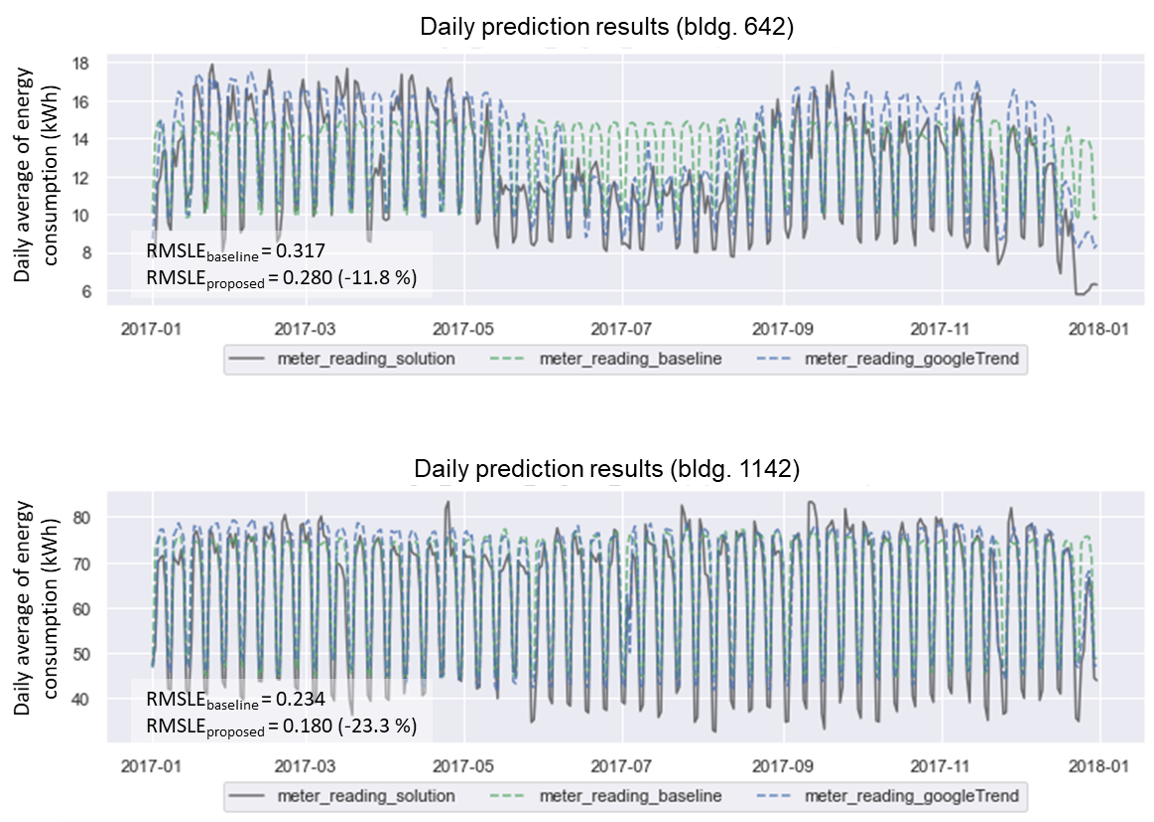 Daily prediction results (bldg. 642)
Daily average of energy
consumption (kWh)
18
16
14
12
10
8
6
RMSLEbaseline = 0.317
RMSLEproposed = 0.280 (-11.8 %)
2017-01 2017-03 2017-05 2017-07 2017-09 2017-11 2018-01
meter_reading_solution meter_reading_baseline meter_reading_googleTrend
Daily prediction results (bldg. 1142)
Daily average of energy
consumption (kWh)
80
70
60
50
40
RMSLEbaseline = 0.234
RMSLEproposed = 0.180 (-23.3 %)
2017-01 2017-03 2017-05 2017-07 2017-09 2017-11 2018-01
meter_reading_solution meter_reading_baseline meter_reading_googleTrend